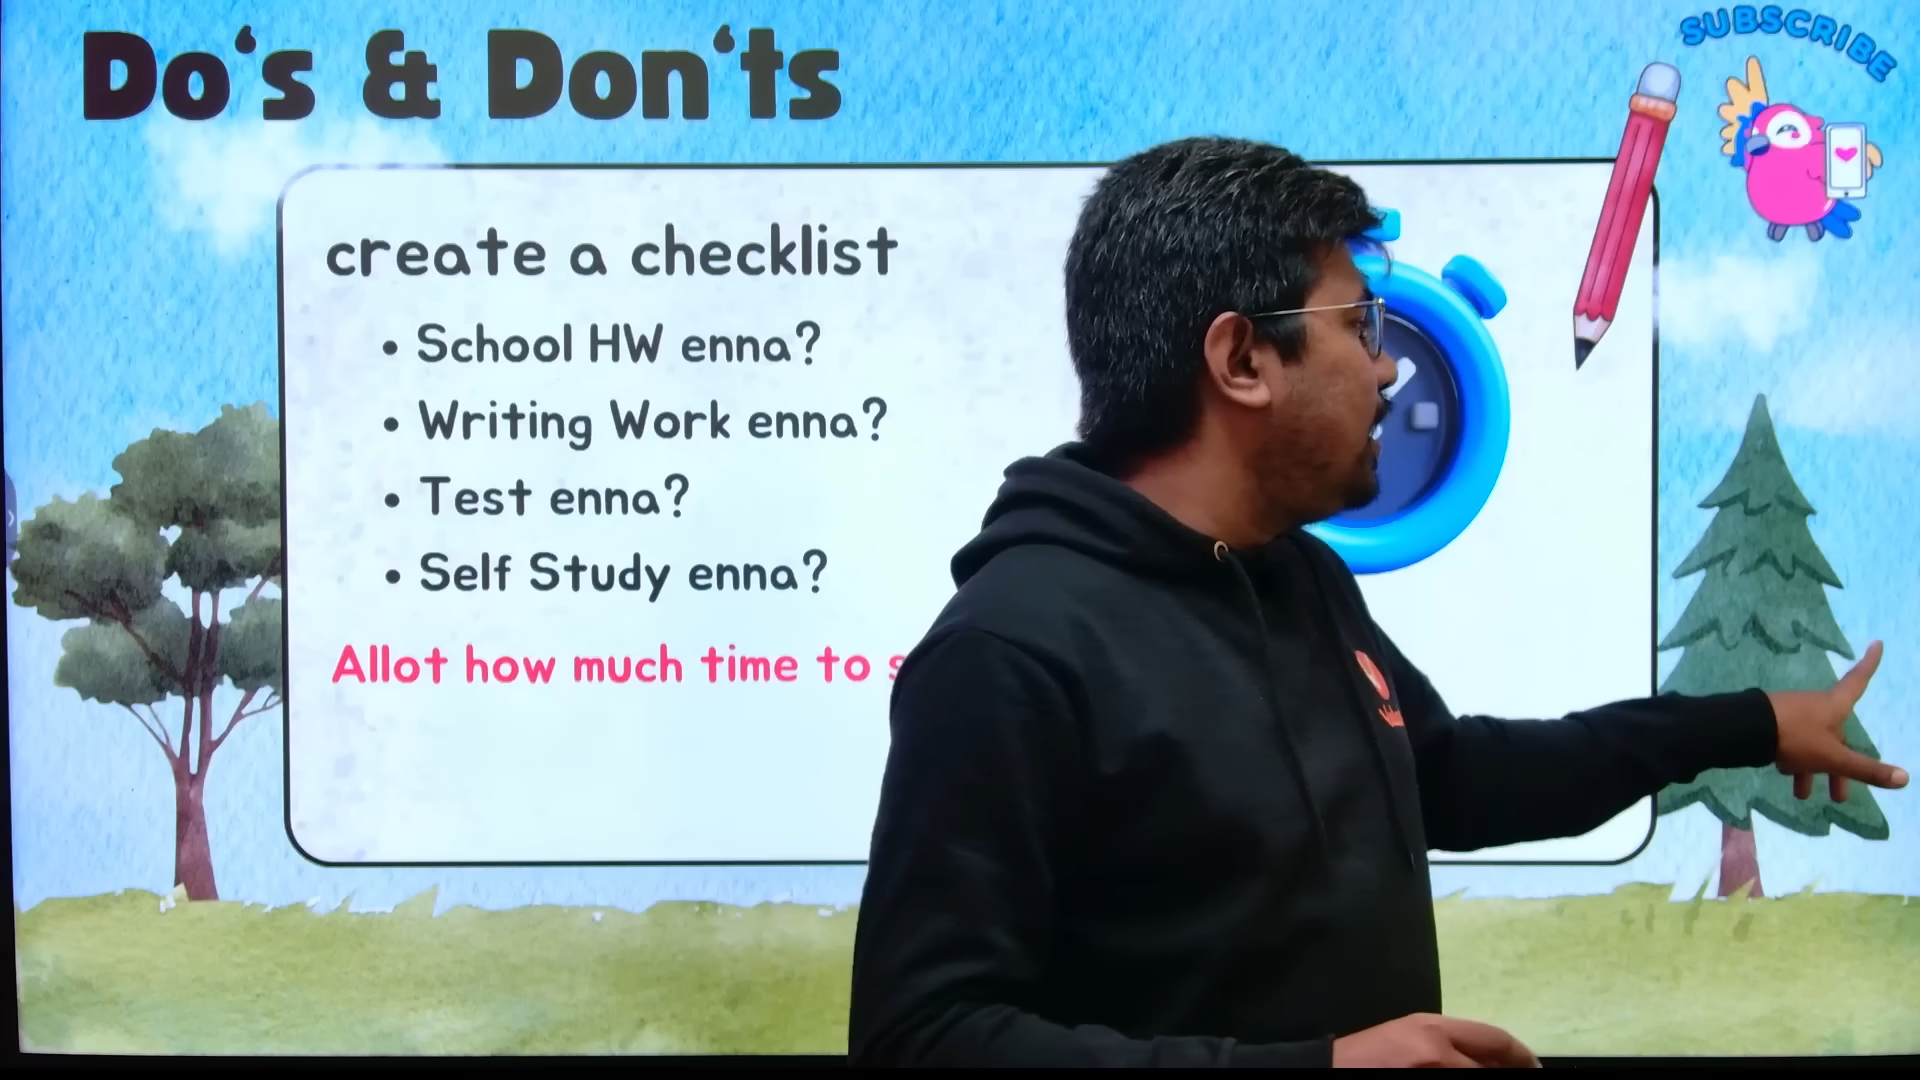 Do's & Don'ts
SUBSCRIBE
create a checklist
• School HW enna?
• Writing Work enna?
• Test enna?
• Self Study enna?
Allot how much time to